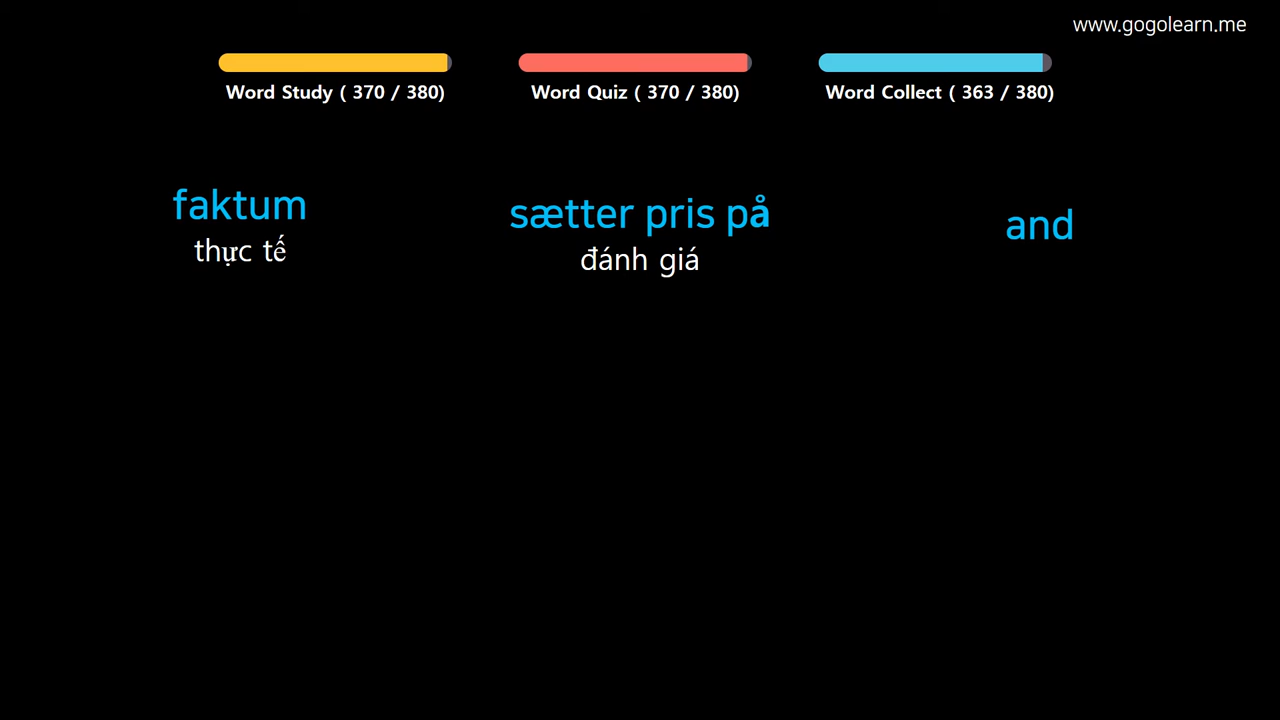 www.gogolearn.me
Word Study ( 370 / 380)
Word Quiz ( 370 / 380)
Word Collect ( 363 / 380)
faktum
thực tế
sætter pris på
đánh giá
and